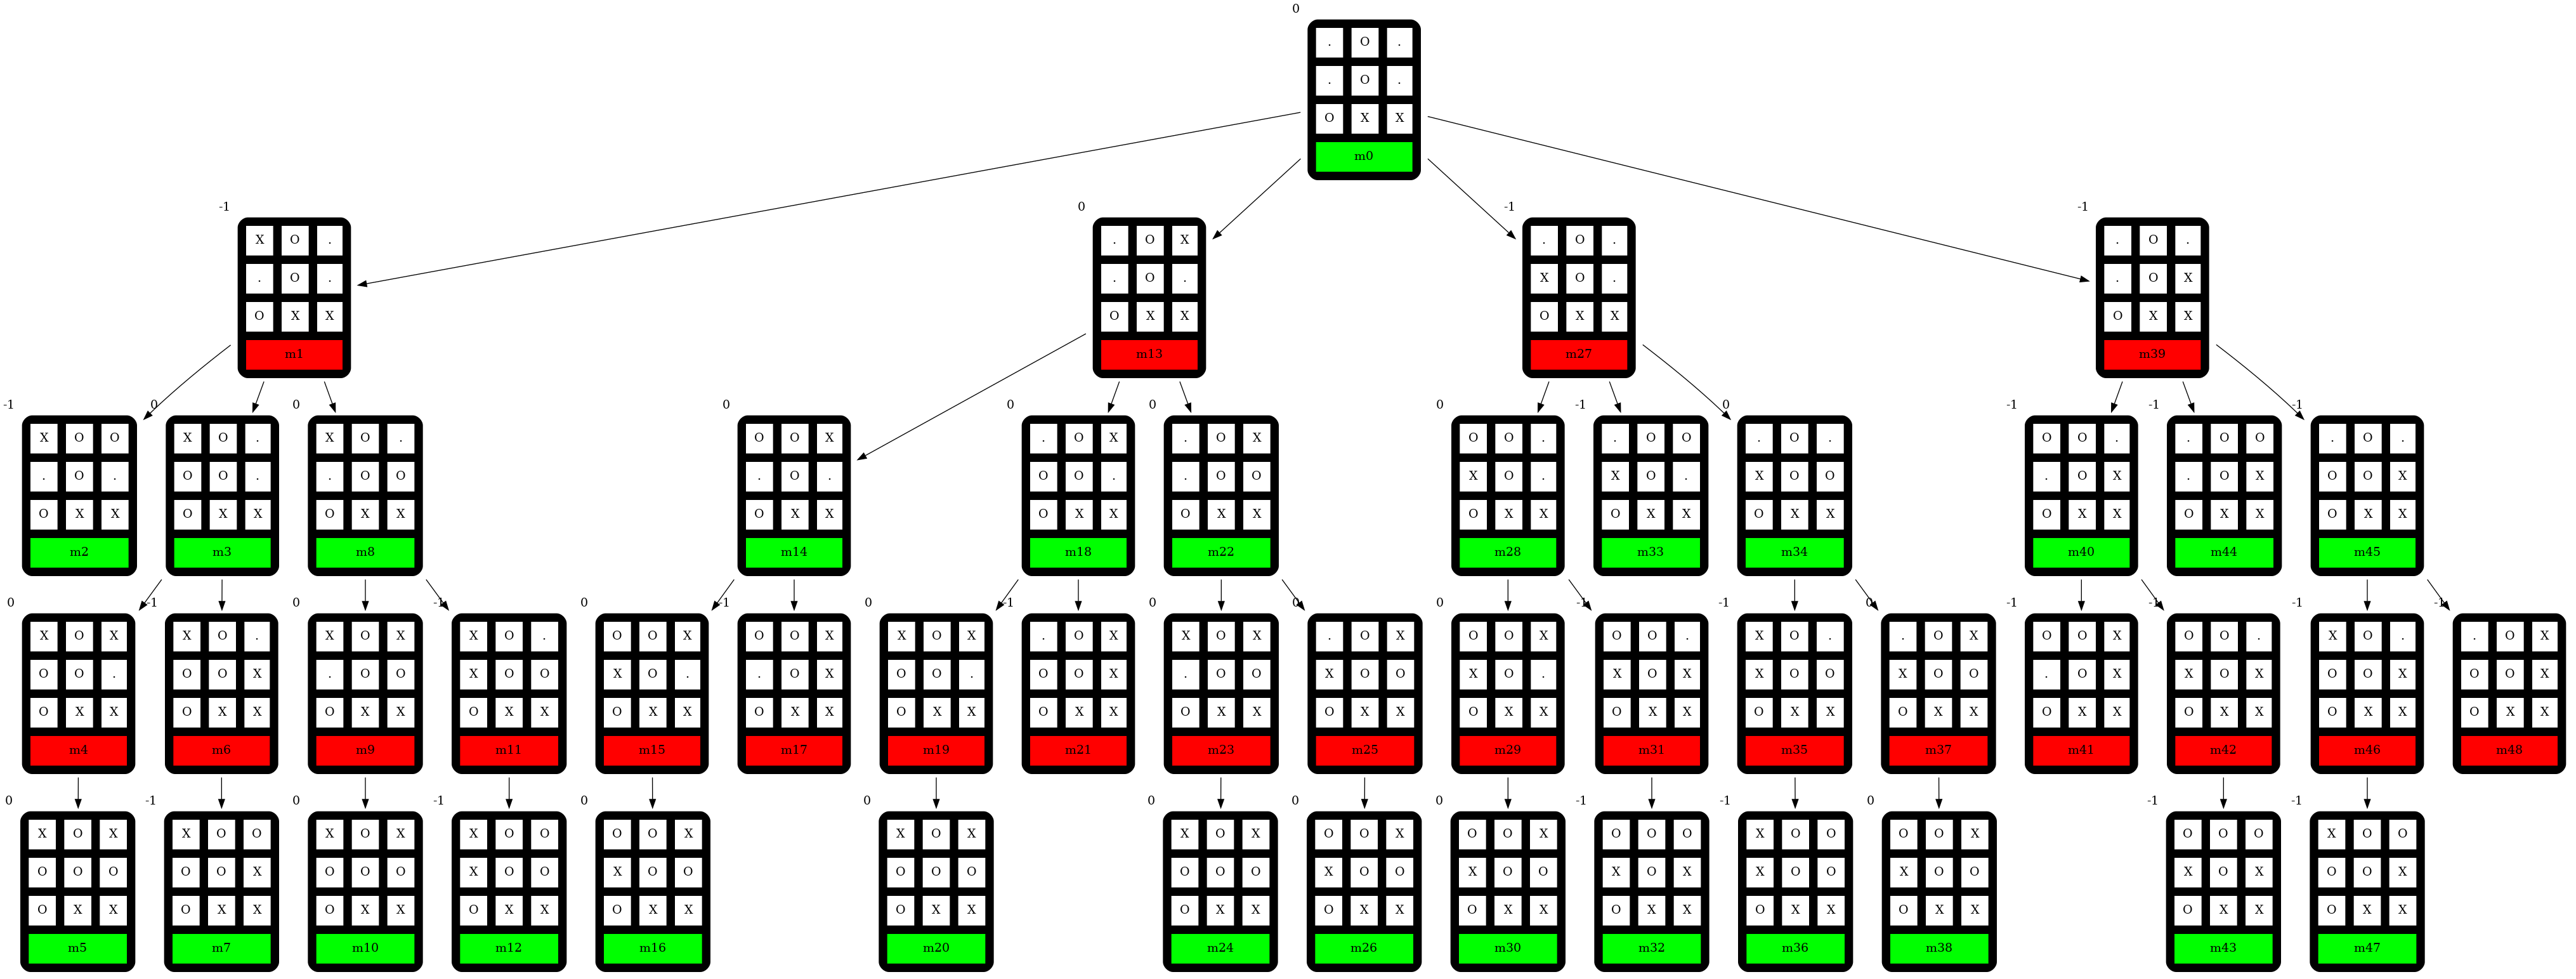 0
. O .
. O .
O X X
m0
-1
X O .
. O .
O X X
m1
0
. O X
. O .
O X X
m13
-1
. O .
X O .
O X X
m27
-1
. O .
. O X
O X X
m39
-1
X O O
. O .
O X X
m2
0
X O .
O O .
O X X
m3
0
X O .
. O O
O X X
m8
0
O O X
. O .
O X X
m14
0
. O X
O O .
O X X
m18
0
. O X
. O O
O X X
m22
0
O O .
X O .
O X X
m28
-1
. O O
X O .
O X X
m33
0
. O .
X O O
O X X
m34
-1
O O .
. O X
O X X
m40
-1
. O O
. O X
O X X
m44
-1
. O .
O O X
O X X
m45
0
X O X
O O .
O X X
m4
-1
X O .
O O X
O X X
m6
0
X O X
. O O
O X X
m9
-1
X O .
X O O
O X X
m11
0
O O X
X O .
O X X
m15
-1
O O X
. O X
O X X
m17
0
X O X
O O .
O X X
m19
-1
. O X
O O X
O X X
m21
0
X O X
. O O
O X X
m23
0
. O X
X O O
O X X
m25
0
O O X
X O .
O X X
m29
-1
O O .
X O X
O X X
m31
-1
X O .
X O O
O X X
m35
0
. O X
X O O
O X X
m37
-1
O O X
. O X
O X X
m41
-1
O O .
X O X
O X X
m42
-1
X O .
O O X
O X X
m46
-1
. O X
O O X
O X X
m48
0
X O X
O O O
O X X
m5
-1
X O O
O O X
O X X
m7
0
X O X
O O O
O X X
m10
-1
X O O
X O O
O X X
m12
0
O O X
X O O
O X X
m16
0
X O X
O O O
O X X
m20
0
X O X
O O O
O X X
m24
0
O O X
X O O
O X X
m26
0
O O X
X O O
O X X
m30
-1
O O O
X O X
O X X
m32
-1
X O O
X O O
O X X
m36
0
O O X
X O O
O X X
m38
-1
O O O
X O X
O X X
m43
-1
X O O
O O X
O X X
m47